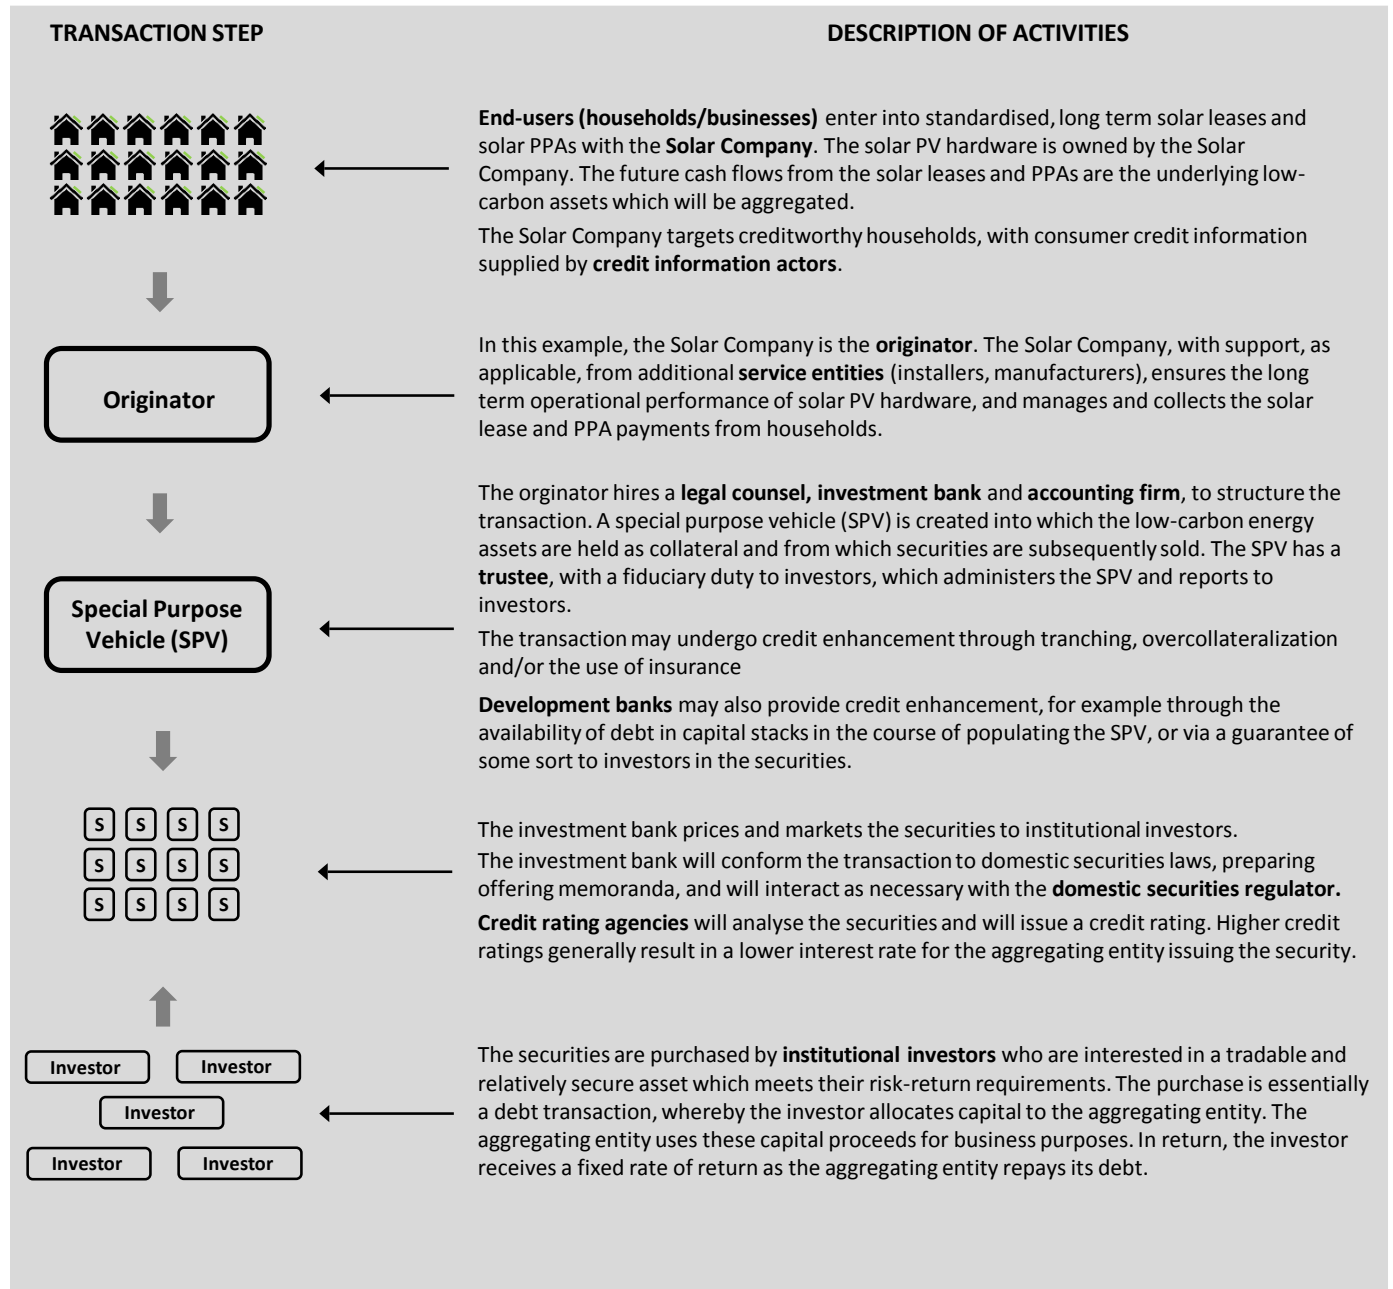 TRANSACTION STEP
DESCRIPTION OF ACTIVITIES
End-users (households/businesses) enter into standardised, long term solar leases and
solar PPAs with the Solar Company. The solar PV hardware is owned by the Solar
Company. The future cash flows from the solar leases and PPAs are the underlying low-
carbon assets which will be aggregated.
The Solar Company targets creditworthy households, with consumer credit information
supplied by credit information actors.
Originator
In this example, the Solar Company is the originator. The Solar Company, with support, as
applicable, from additional service entities (installers, manufacturers), ensures the long
term operational performance of solar PV hardware, and manages and collects the solar
lease and PPA payments from households.
Special Purpose
Vehicle (SPV)
The orginator hires a legal counsel, investment bank and accounting firm, to structure the
transaction. A special purpose vehicle (SPV) is created into which the low-carbon energy
assets are held as collateral and from which securities are subsequently sold. The SPV has a
trustee, with a fiduciary duty to investors, which administers the SPV and reports to
investors.
The transaction may undergo credit enhancement through tranching, overcollateralization
and/or the use of insurance
Development banks may also provide credit enhancement, for example through the
availability of debt in capital stacks in the course of populating the SPV, or via a guarantee of
some sort to investors in the securities.
S S S S
S S S S
S S S S
The investment bank prices and markets the securities to institutional investors.
The investment bank will conform the transaction to domestic securities laws, preparing
offering memoranda, and will interact as necessary with the domestic securities regulator.
Credit rating agencies will analyse the securities and will issue a credit rating. Higher credit
ratings generally result in a lower interest rate for the aggregating entity issuing the security.
Investor Investor
Investor
Investor Investor
The securities are purchased by institutional investors who are interested in a tradable and
relatively secure asset which meets their risk-return requirements. The purchase is essentially
a debt transaction, whereby the investor allocates capital to the aggregating entity. The
aggregating entity uses these capital proceeds for business purposes. In return, the investor
receives a fixed rate of return as the aggregating entity repays its debt.